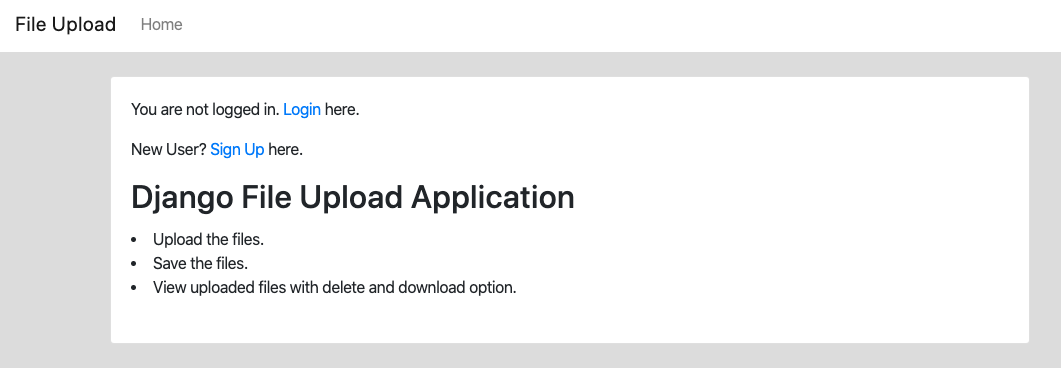 File Upload Home
You are not logged in. Login here.
New User? Sign Up here.
Django File Upload Application
• Upload the files.
• Save the files.
• View uploaded files with delete and download option.